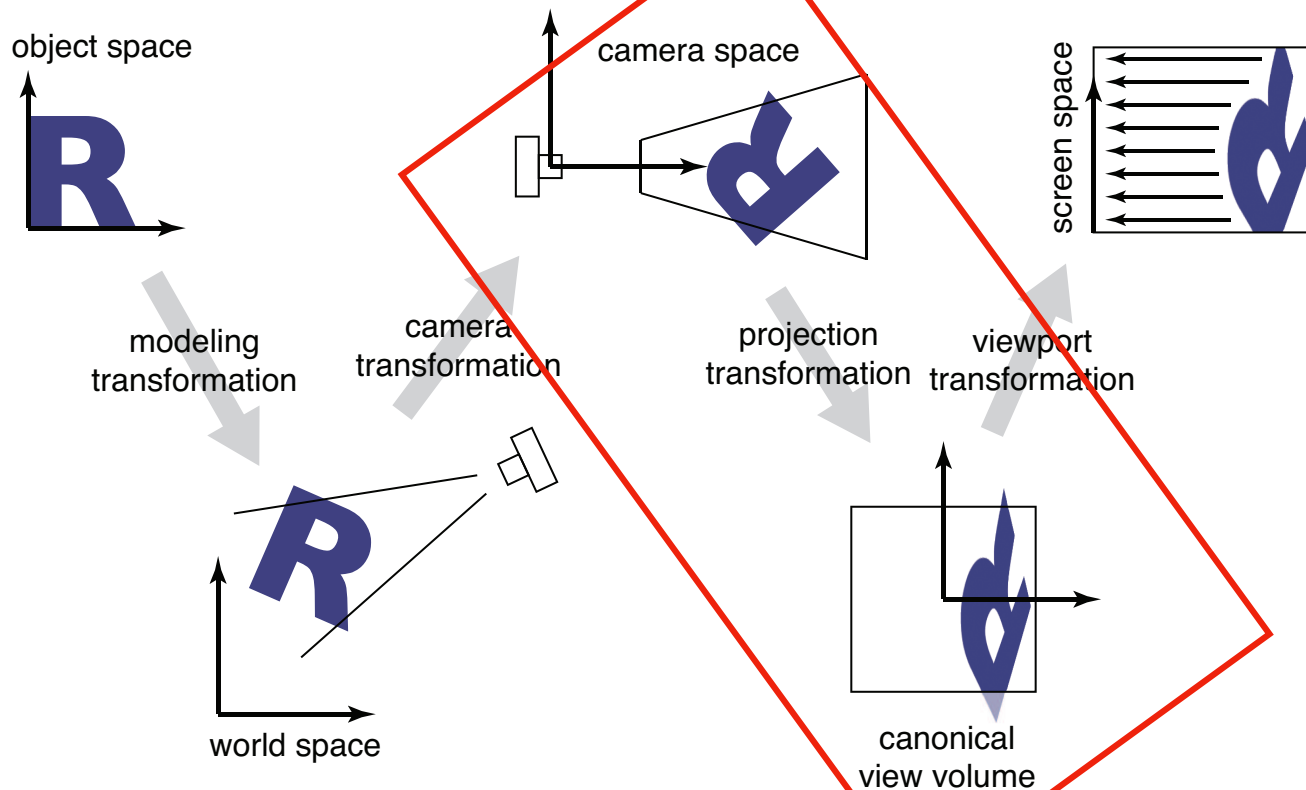 object space
camera space
screen space
modeling
transformation
camera
transformation
projection
transformation
viewport
transformation
world space
canonical
view volume